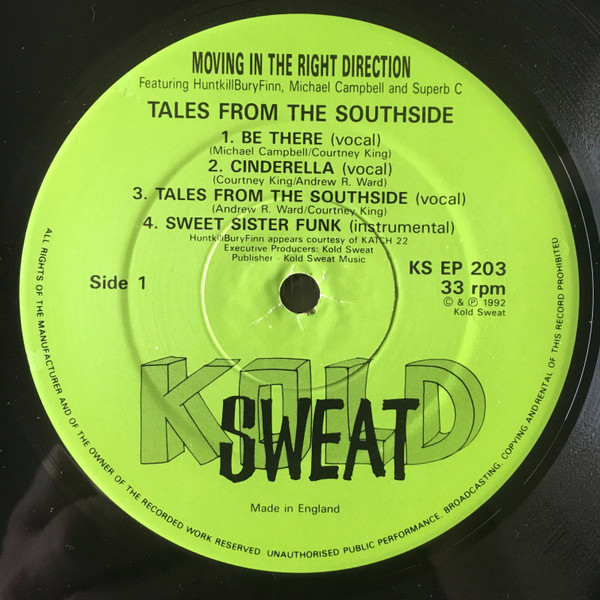 MOVING IN THE RIGHT DIRECTION
Featuring HuntkillBuryFinn, Michael Campbell and Superb C
TALES FROM THE SOUTHSIDE
1. BE THERE (vocal)
(Michael Campbell/Courtney King)
2. CINDERELLA (vocal)
(Courtney King/Andrew R. Ward)
3. TALES FROM THE SOUTHSIDE (vocal)
(Andrew R. Ward/Courtney King)
4. SWEET SISTER FUNK (instrumental)
HuntkillBuryFinn appears courtesy of KATCH 22
Executive Producers: Kold Sweat
Publisher - Kold Sweat Music
Side 1
KS EP 203
33 rpm
© & ℗ 1992
Kold Sweat
KOLD
SWEAT
Made in England
ALL RIGHTS OF THE MANUFACTURER AND OF THE OWNER OF THE RECORDED WORK RESERVED. UNAUTHORISED PUBLIC PERFORMANCE, BROADCASTING, COPYING AND RENTAL OF THIS RECORD PROHIBITED